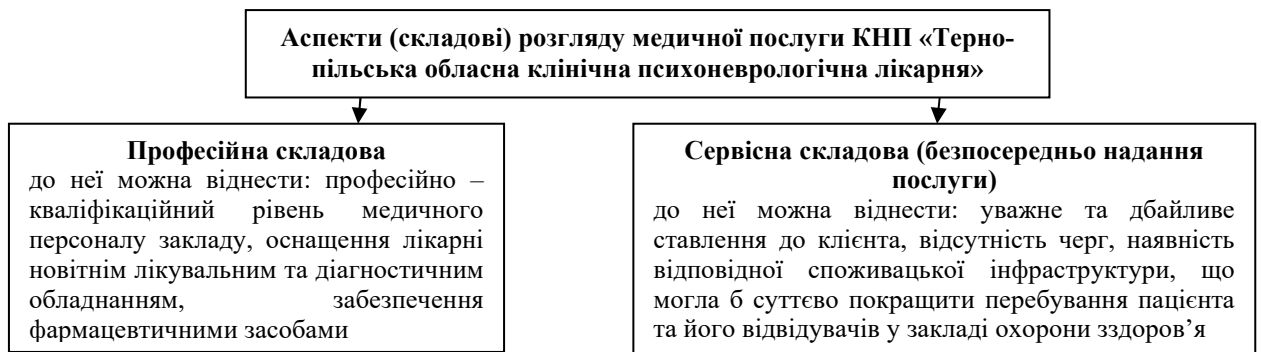 Аспекти (складові) розгляду медичної послуги КНП «Терно-
пільська обласна клінічна психоневрологічна лікарня»
Професійна складова
до неї можна віднести: професійно –
кваліфікаційний рівень медичного
персоналу закладу, оснащення лікарні
новітнім лікувальним та діагностичним
обладнанням, забезпечення
фармацевтичними засобами
Сервісна складова (безпосередньо надання
послуги)
до неї можна віднести: уважне та дбайливе
ставлення до клієнта, відсутність черг, наявність
відповідної споживацької інфраструктури, що
могла б суттєво покращити перебування пацієнта
та його відвідувачів у закладі охорони зздоров’я